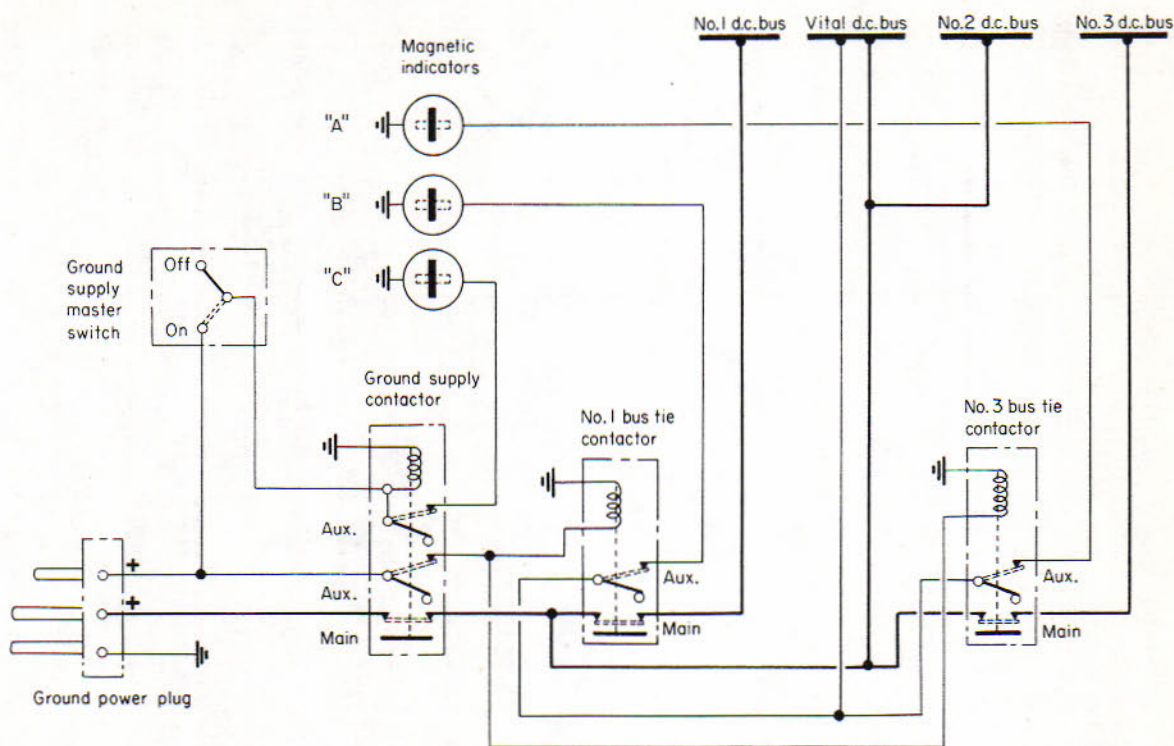 No.1 d.c.bus
Vital d.c.bus
No.2 d.c.bus
No.3 d.c.bus
Magnetic
indicators
"A"
"B"
"C"
Ground
supply
master
switch
Off
On
Ground supply
contactor
No.1 bus tie
contactor
No.3 bus tie
contactor
Aux.
Aux.
Main
Aux.
Main
Aux.
Main
+
+
Ground power plug